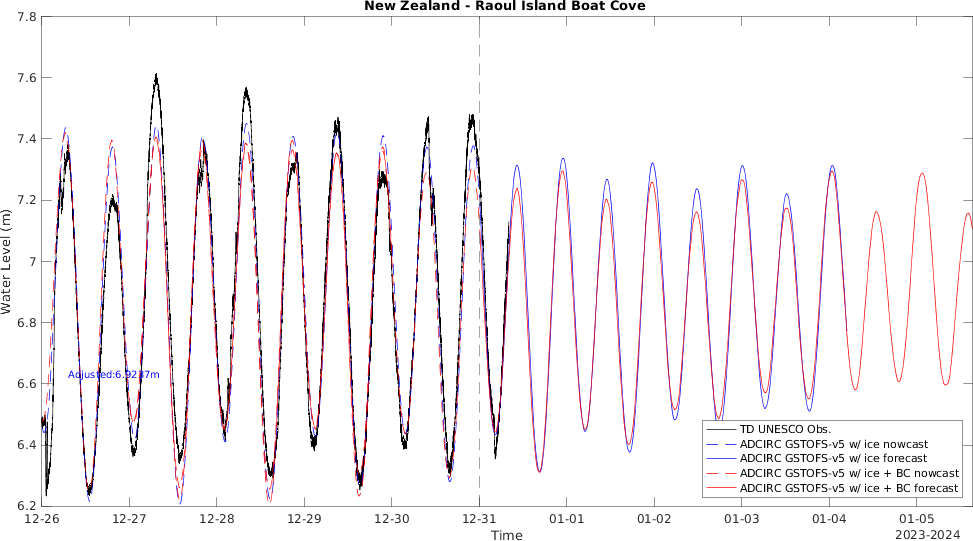 New Zealand - Raoul Island Boat Cove
7.8
7.6
7.4
7.2
7
6.8
6.6
6.4
6.2
Water Level (m)
Adjusted:6.9237m
TD UNESCO Obs.
ADCIRC GSTOFS-v5 w/ ice nowcast
ADCIRC GSTOFS-v5 w/ ice forecast
ADCIRC GSTOFS-v5 w/ ice + BC nowcast
ADCIRC GSTOFS-v5 w/ ice + BC forecast
12-26 12-27 12-28 12-29 12-30 12-31 01-01 01-02 01-03 01-04 01-05
Time
2023-2024